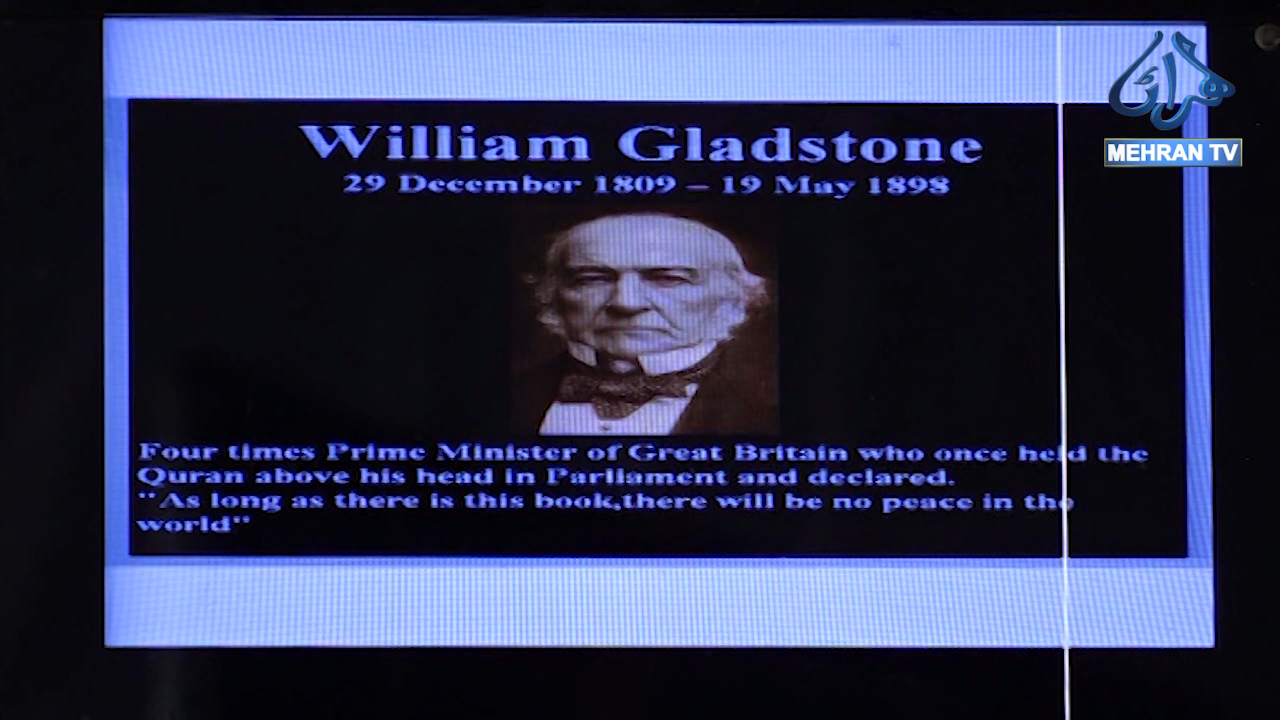 مهران
MEHRAN TV
William Gladstone
29 December 1809 – 19 May 1898
Four times Prime Minister of Great Britain who once held the
Quran above his head in Parliament and declared.
"As long as there is this book,there will be no peace in the
world"